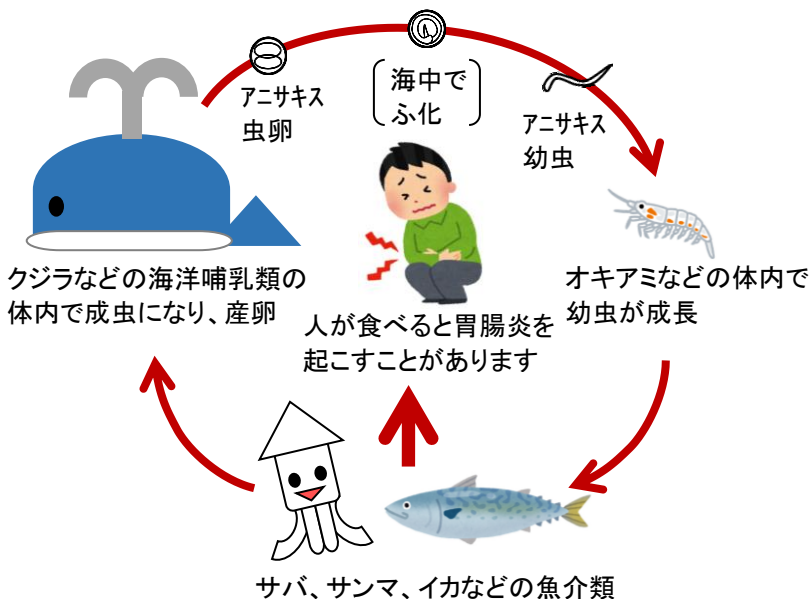 アニサキス
虫卵
海中で
ふ化
アニサキス
幼虫
クジラなどの海洋哺乳類の
体内で成虫になり、産卵
オキアミなどの体内で
幼虫が成長
人が食べると胃腸炎を
起こすことがあります
サバ、サンマ、イカなどの魚介類